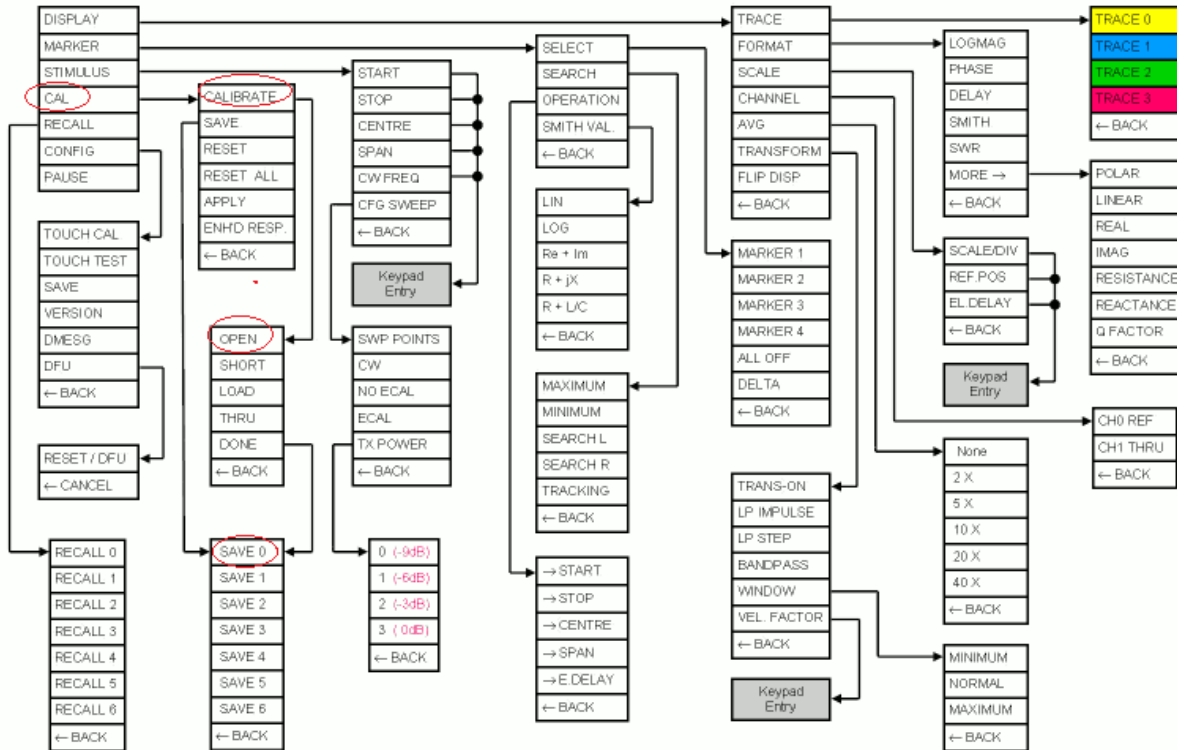 DISPLAY
MARKER
STIMULUS
CAL
RECALL
CONFIG
PAUSE
TOUCH CAL
TOUCH TEST
SAVE
VERSION
DMESG
DFU
← BACK
RESET / DFU
← CANCEL
RECALL 0
RECALL 1
RECALL 2
RECALL 3
RECALL 4
RECALL 5
RECALL 6
← BACK
CALIBRATE
SAVE
RESET
RESET ALL
APPLY
ENH'D RESP.
← BACK
OPEN
SHORT
LOAD
THRU
DONE
← BACK
SAVE 0
SAVE 1
SAVE 2
SAVE 3
SAVE 4
SAVE 5
SAVE 6
← BACK
START
STOP
CENTRE
SPAN
CW FREQ
CFG SWEEP
← BACK
Keypad
Entry
SWP POINTS
CW
NO ECAL
ECAL
TX POWER
← BACK
0 (-9dB)
1 (-6dB)
2 (-3dB)
3 ( 0dB)
← BACK
SELECT
SEARCH
OPERATION
SMITH VAL.
← BACK
LIN
LOG
Re + Im
R + jX
R + L/C
← BACK
MAXIMUM
MINIMUM
SEARCH L
SEARCH R
TRACKING
← BACK
→ START
→ STOP
→ CENTRE
→ SPAN
→ E.DELAY
← BACK
TRACE
FORMAT
SCALE
CHANNEL
AVG
TRANSFORM
FLIP DISP
← BACK
MARKER 1
MARKER 2
MARKER 3
MARKER 4
ALL OFF
DELTA
← BACK
TRANS-ON
LP IMPULSE
LP STEP
BANDPASS
WINDOW
VEL. FACTOR
← BACK
Keypad
Entry
LOGMAG
PHASE
DELAY
SMITH
SWR
MORE →
← BACK
SCALE/DIV
REF.POS
EL.DELAY
← BACK
Keypad
Entry
None
2 X
5 X
10 X
20 X
40 X
← BACK
MINIMUM
NORMAL
MAXIMUM
← BACK
TRACE 0
TRACE 1
TRACE 2
TRACE 3
← BACK
POLAR
LINEAR
REAL
IMAG
RESISTANCE
REACTANCE
Q FACTOR
← BACK
CH0 REF
CH1 THRU
← BACK